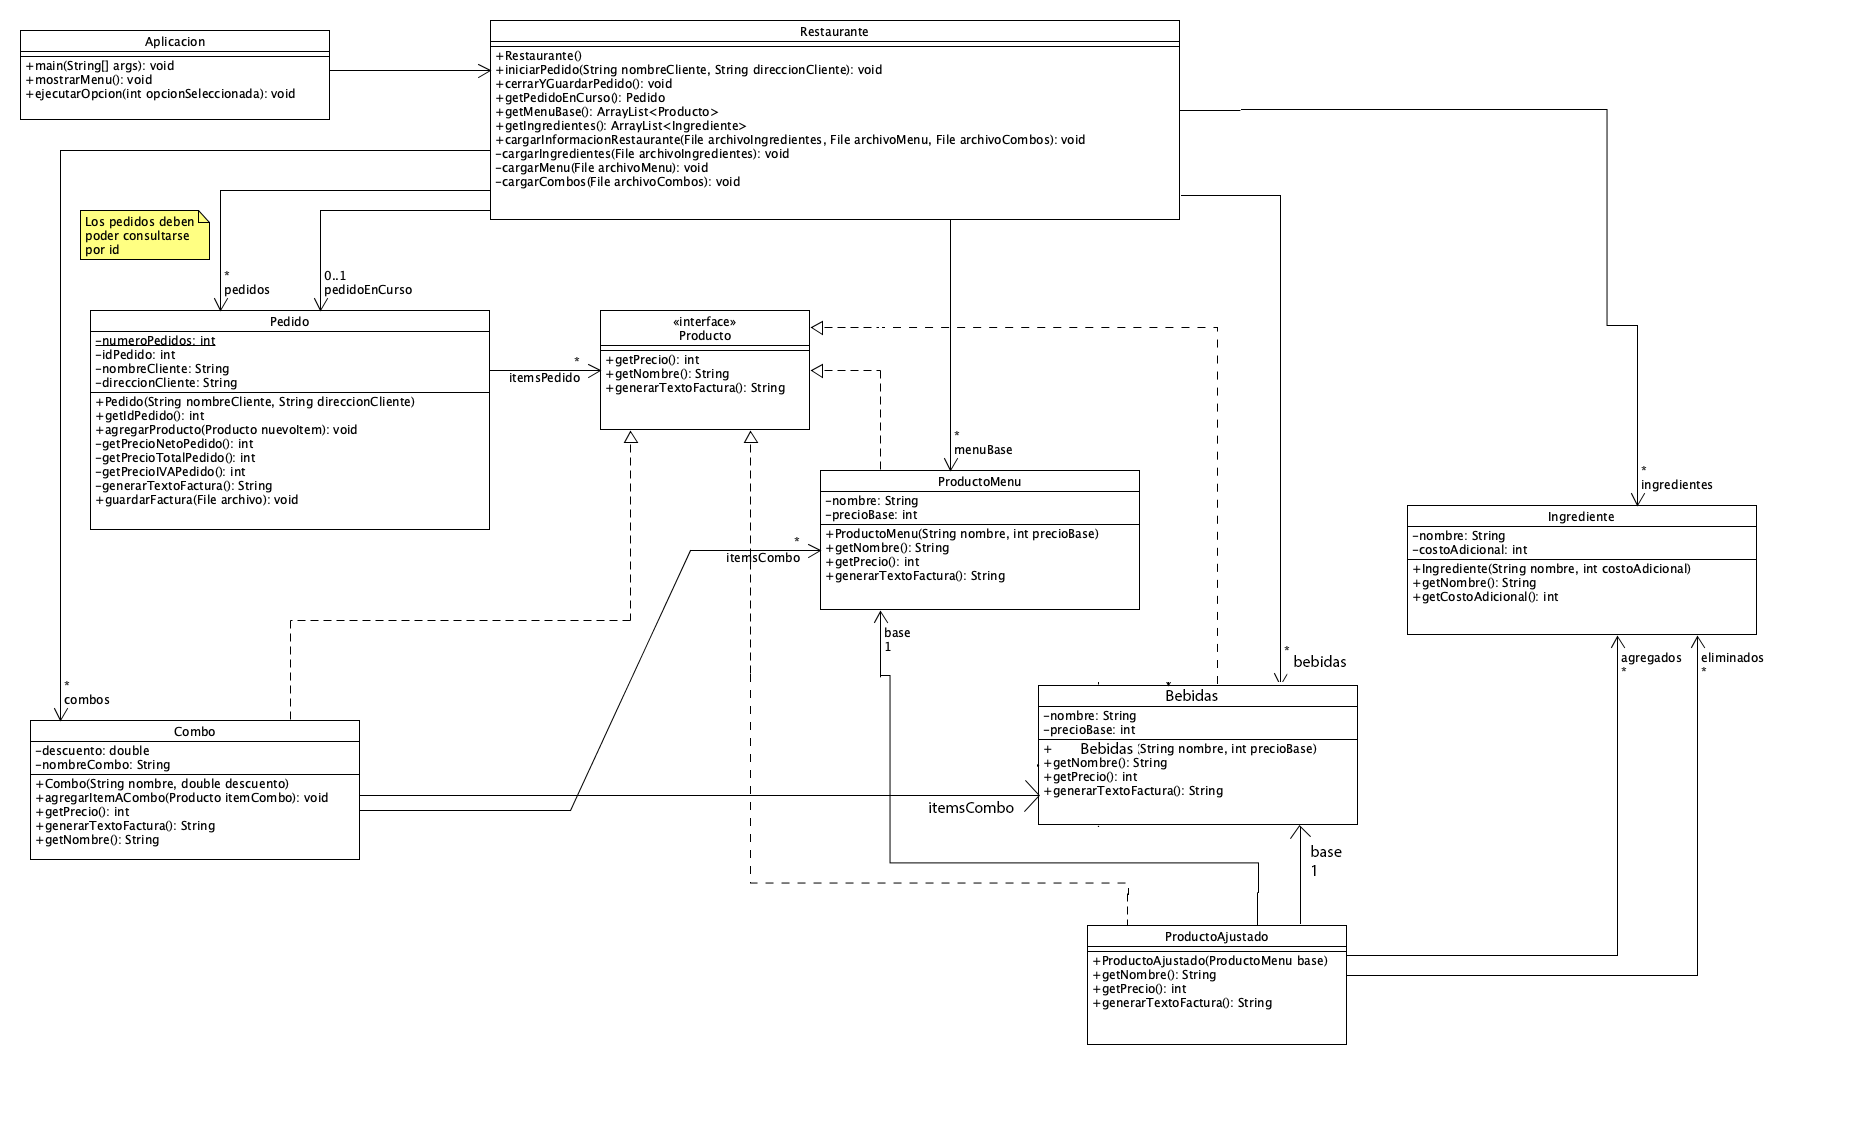 Aplicacion
+main(String[] args): void
+mostrarMenu(): void
+ejecutarOpcion(int opcionSeleccionada): void
Restaurante
+Restaurante()
+iniciarPedido(String nombreCliente, String direccionCliente): void
+cerrarYGuardarPedido(): void
+getPedidoEnCurso(): Pedido
+getMenuBase(): ArrayList<Producto>
+getIngredientes(): ArrayList<Ingrediente>
+cargarInformacionRestaurante(File archivoIngredientes, File archivoMenu, File archivoCombos): void
-cargarIngredientes(File archivoIngredientes): void
-cargarMenu(File archivoMenu): void
-cargarCombos(File archivoCombos): void
Los pedidos deben
poder consultarse
por id
*
pedidos
0..1
pedidoEnCurso
Pedido
-numeroPedidos: int
-idPedido: int
-nombreCliente: String
-direccionCliente: String
+Pedido(String nombreCliente, String direccionCliente)
+getIdPedido(): int
+agregarProducto(Producto nuevoItem): void
-getPrecioNetoPedido(): int
-getPrecioTotalPedido(): int
-getPrecioIVAPedido(): int
-generarTextoFactura(): String
+guardarFactura(File archivo): void
*
itemsPedido
«interface»
Producto
+getPrecio(): int
+getNombre(): String
+generarTextoFactura(): String
*
menuBase
ProductoMenu
-nombre: String
-precioBase: int
+ProductoMenu(String nombre, int precioBase)
+getNombre(): String
+getPrecio(): int
+generarTextoFactura(): String
*
itemsCombo
base
1
*
ingredientes
Ingrediente
-nombre: String
-costoAdicional: int
+Ingrediente(String nombre, int costoAdicional)
+getNombre(): String
+getCostoAdicional(): int
agregados
*
eliminados
*
*
bebidas
Bebidas
-nombre: String
-precioBase: int
+ Bebidas (String nombre, int precioBase)
+getNombre(): String
+getPrecio(): int
+generarTextoFactura(): String
*
combos
Combo
-descuento: double
-nombreCombo: String
+Combo(String nombre, double descuento)
+agregarItemACombo(Producto itemCombo): void
+getPrecio(): int
+generarTextoFactura(): String
+getNombre(): String
itemsCombo
base
1
ProductoAjustado
+ProductoAjustado(ProductoMenu base)
+getNombre(): String
+getPrecio(): int
+generarTextoFactura(): String